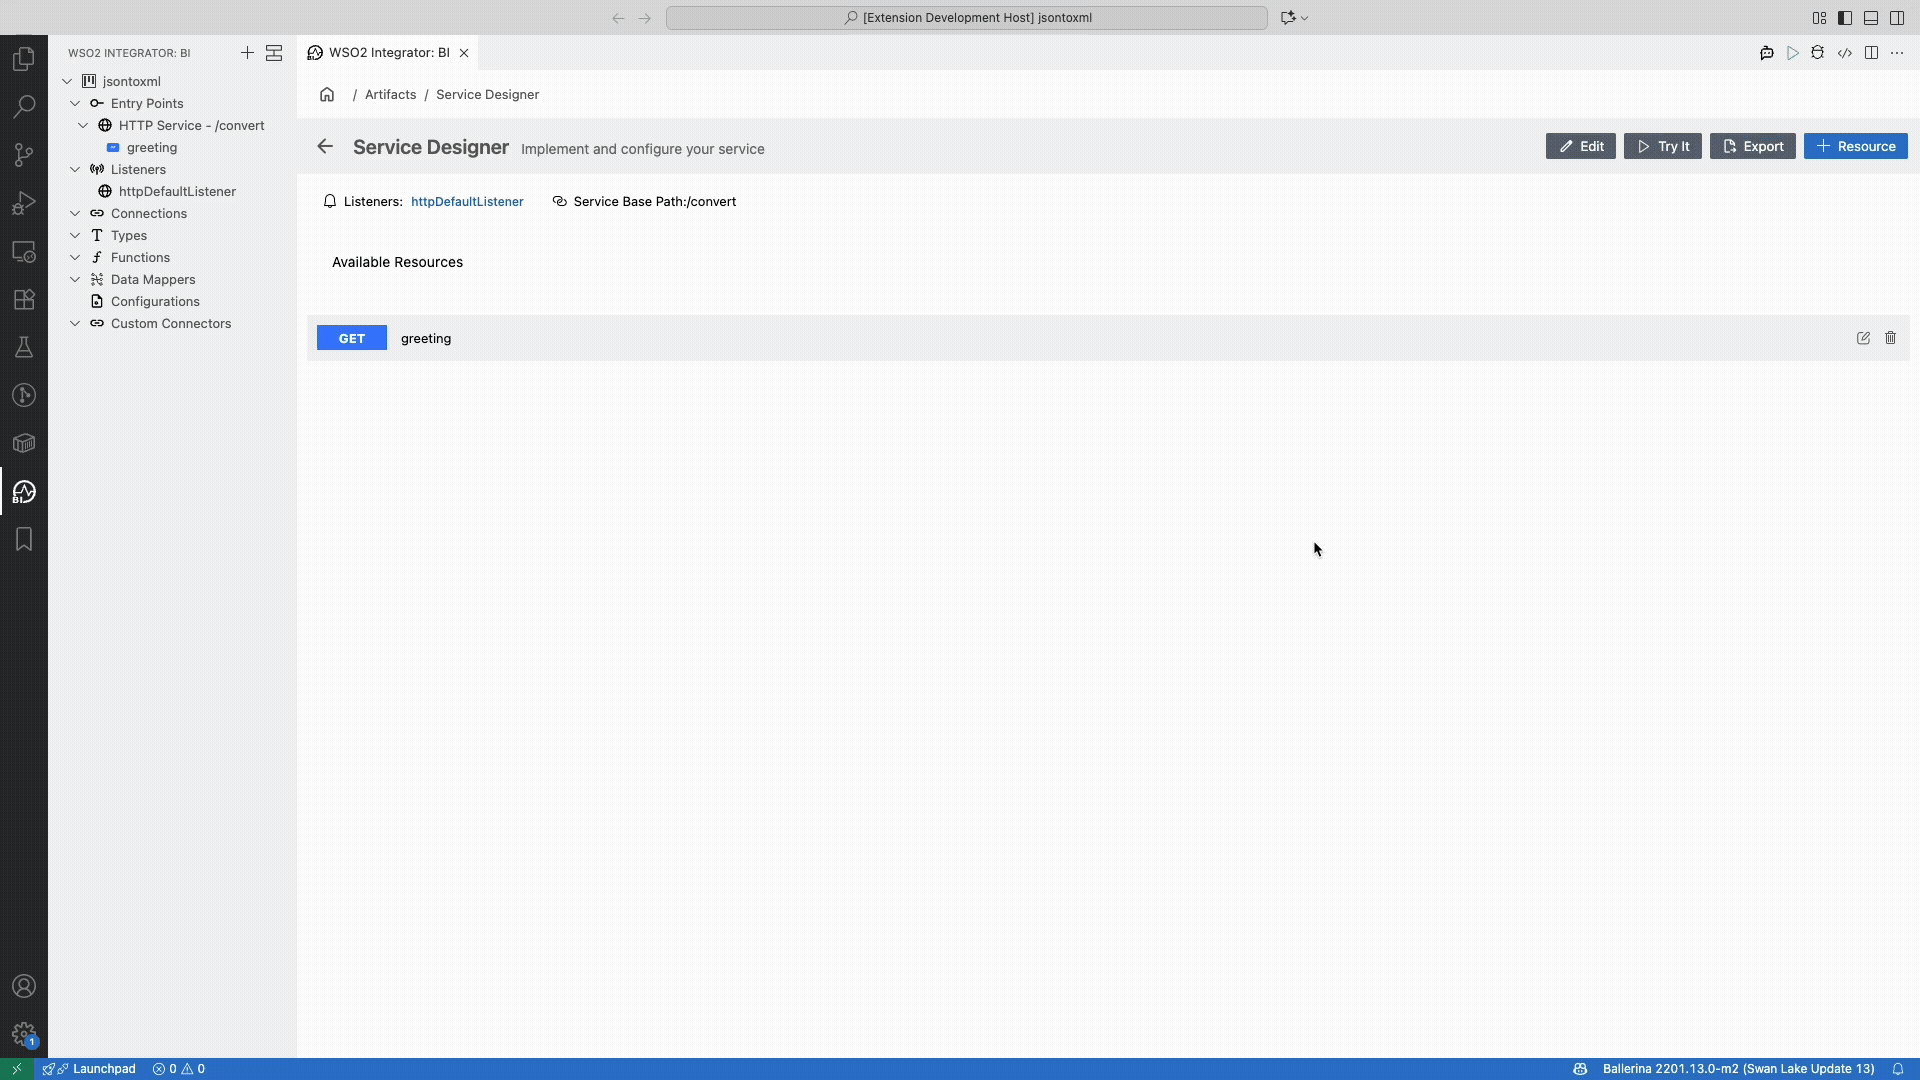 [Extension Development Host] jsontoxml
WSO2 INTEGRATOR: BI
WSO2 Integrator: BI
jsontoxml
Entry Points
HTTP Service - /convert
greeting
Listeners
httpDefaultListener
Connections
Types
Functions
Data Mappers
Configurations
Custom Connectors
/ Artifacts / Service Designer
Service Designer Implement and configure your service
Edit
Try It
Export
Resource
Listeners: httpDefaultListener Service Base Path:/convert
Available Resources
GET greeting
BI
1
Launchpad 0 0
Ballerina 2201.13.0-m2 (Swan Lake Update 13)